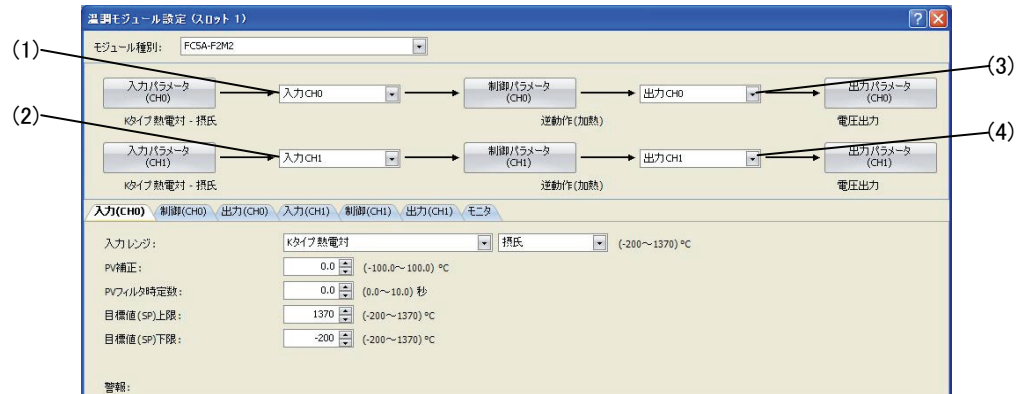 温調モジュール設定 (スロット 1)
モジュール種別: FC5A-F2M2
(1)
(3)
入力パラメータ
(CH0)
入力CH0
制御パラメータ
(CH0)
出力CH0
出力パラメータ
(CH0)
Kタイプ熱電対 - 摂氏
逆動作(加熱)
電圧出力
(2)
(4)
入力パラメータ
(CH1)
入力CH1
制御パラメータ
(CH1)
出力CH1
出力パラメータ
(CH1)
Kタイプ熱電対 - 摂氏
逆動作(加熱)
電圧出力
入力(CH0) 制御(CH0) 出力(CH0) 入力(CH1) 制御(CH1) 出力(CH1) モニタ
入力レンジ: Kタイプ熱電対 摂氏 (-200～1370) °C
PV補正: 0.0 (-100.0～100.0) °C
PVフィルタ時定数: 0.0 (0.0～10.0) 秒
目標値(SP)上限: 1370 (-200～1370) °C
目標値(SP)下限: -200 (-200～1370) °C
警報: